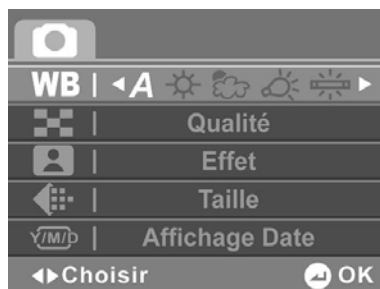 WB | A
Qualité
Effet
Taille
Y/M/D | Affichage Date
Choisir OK